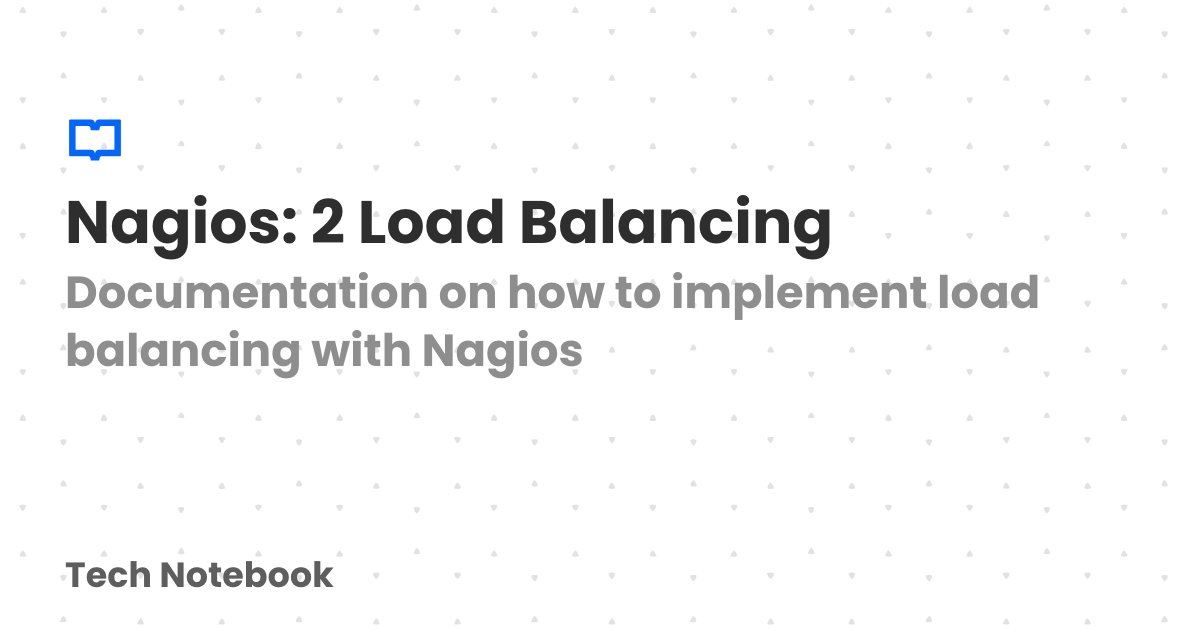 Nagios: 2 Load Balancing
Documentation on how to implement load
balancing with Nagios
Tech Notebook